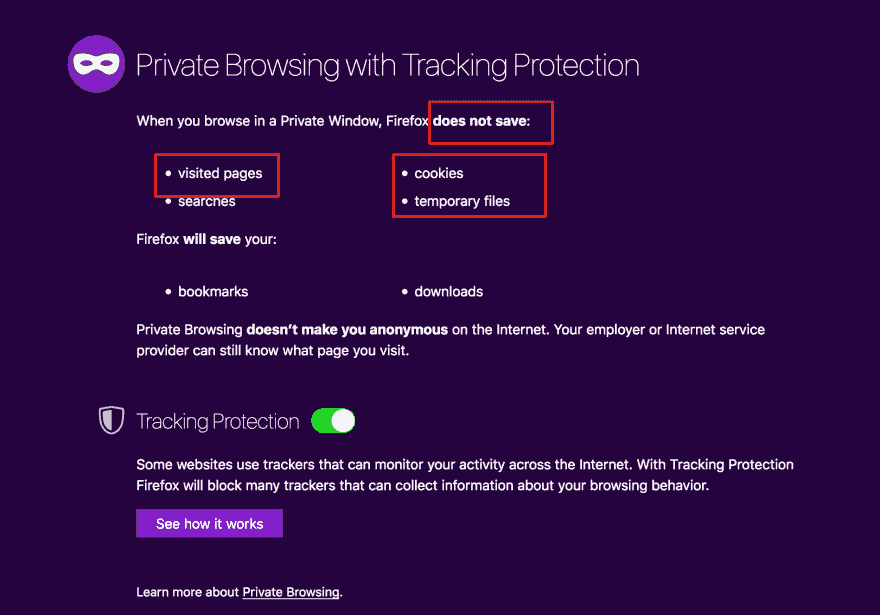 Private Browsing with Tracking Protection
When you browse in a Private Window, Firefox does not save:
• visited pages
• cookies
• searches
• temporary files
Firefox will save your:
• bookmarks
• downloads
Private Browsing doesn’t make you anonymous on the Internet. Your employer or Internet service
provider can still know what page you visit.
Tracking Protection
Some websites use trackers that can monitor your activity across the Internet. With Tracking Protection
Firefox will block many trackers that can collect information about your browsing behavior.
See how it works
Learn more about Private Browsing.